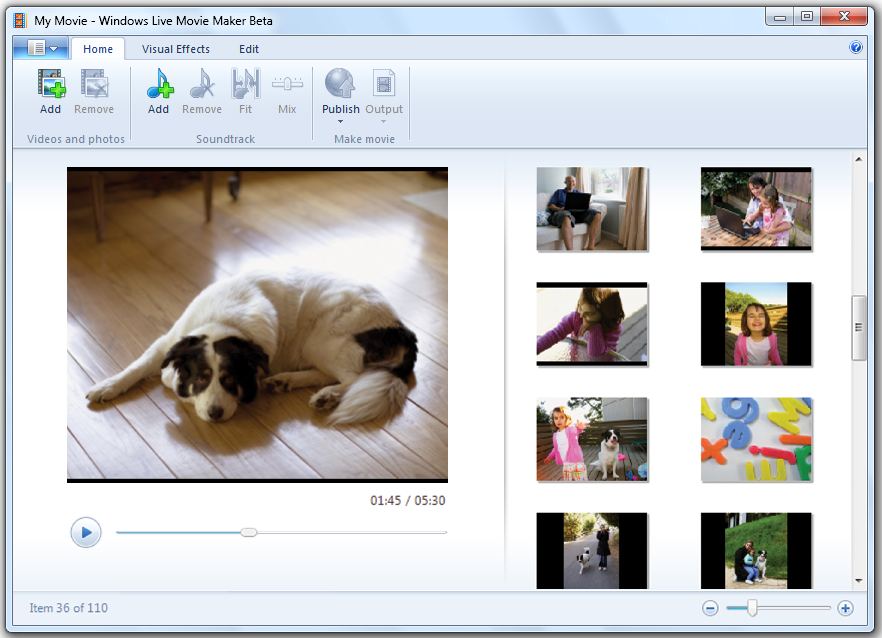 My Movie - Windows Live Movie Maker Beta
Home Visual Effects Edit
Add Remove Add Remove Fit Mix Publish Output
Videos and photos Soundtrack Make movie
01:45 / 05:30
Item 36 of 110